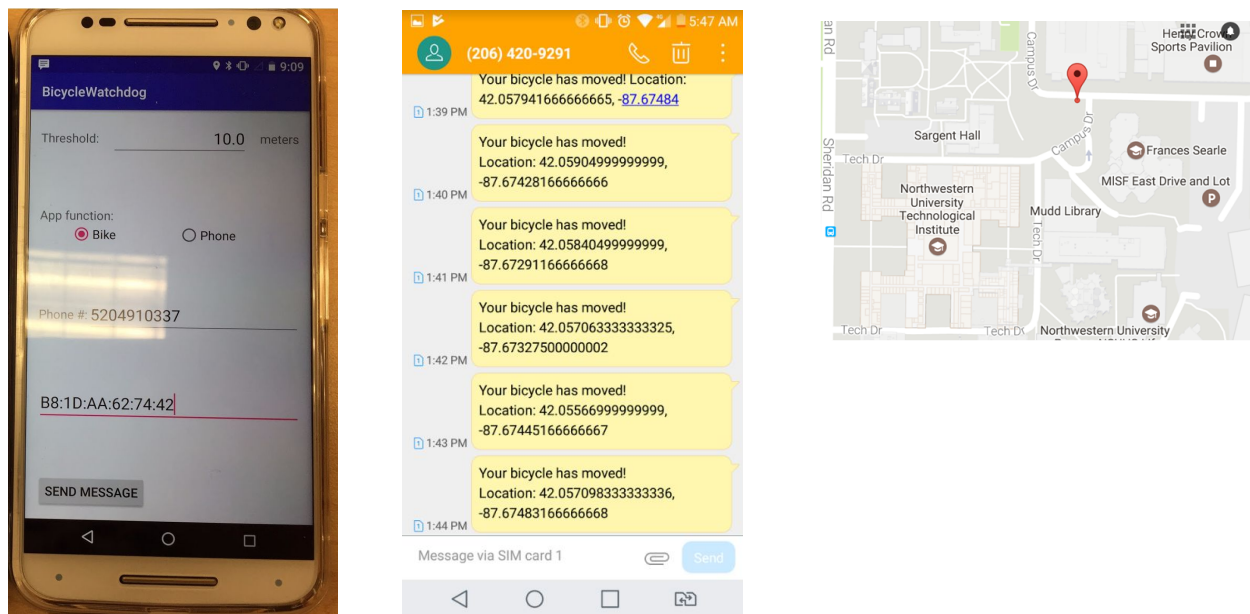 9:09
BicycleWatchdog
Threshold: 10.0 meters
App function:
Bike Phone
Phone #: 5204910337
B8:1D:AA:62:74:42
SEND MESSAGE
5:47 AM
(206) 420-9291
Your bicycle has moved! Location:
42.057941666666665, -87.67484
1:39 PM
Your bicycle has moved!
Location: 42.05904999999999,
-87.67428166666666
1:40 PM
Your bicycle has moved!
Location: 42.05840499999999,
-87.67291166666668
1:41 PM
Your bicycle has moved!
Location: 42.057063333333325,
-87.67327500000002
1:42 PM
Your bicycle has moved!
Location: 42.05566999999999,
-87.67445166666667
1:43 PM
Your bicycle has moved!
Location: 42.057098333333336,
-87.67483166666668
1:44 PM
Message via SIM card 1
Send
an Rd
Campus Dr
Henry Crown
Sports Pavilion
Sargent Hall
Campus Dr
Frances Searle
Tech Dr
Sheridan Rd
MISF East Drive and Lot
P
Northwestern
University
Technological
Institute
Mudd Library
Tech Dr
Tech Dr
Tech Dr
Northwestern University